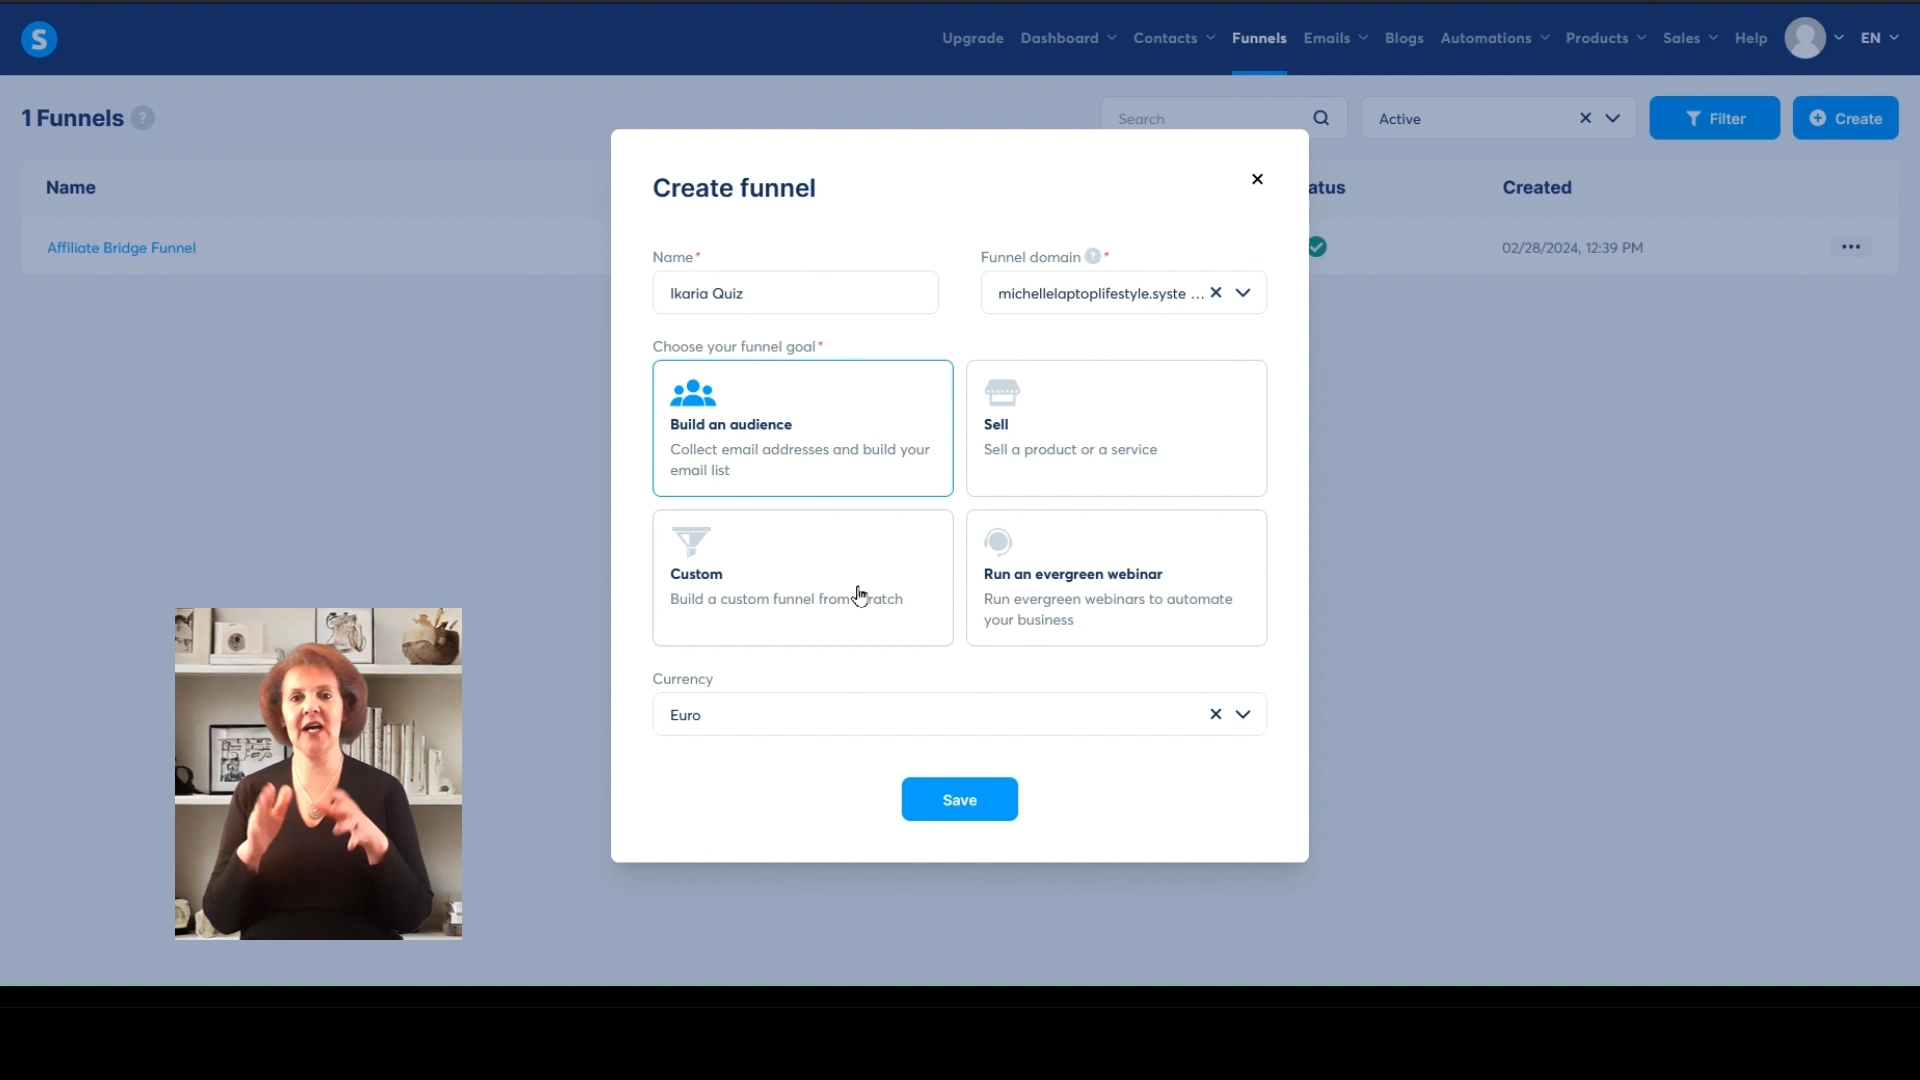 S
Upgrade Dashboard Contacts Funnels Emails Blogs Automations Products Sales Help EN
1 Funnels ?
Search
Active
Filter
Create
Name
atus
Created
Affiliate Bridge Funnel
02/28/2024, 12:39 PM
Create funnel
Name*
Funnel domain ? *
Ikaria Quiz
michellelaptoplifestyle.syste ...
Choose your funnel goal*
Build an audience
Collect email addresses and build your
email list
Sell
Sell a product or a service
Custom
Build a custom funnel from ratch
Run an evergreen webinar
Run evergreen webinars to automate
your business
Currency
Euro
Save